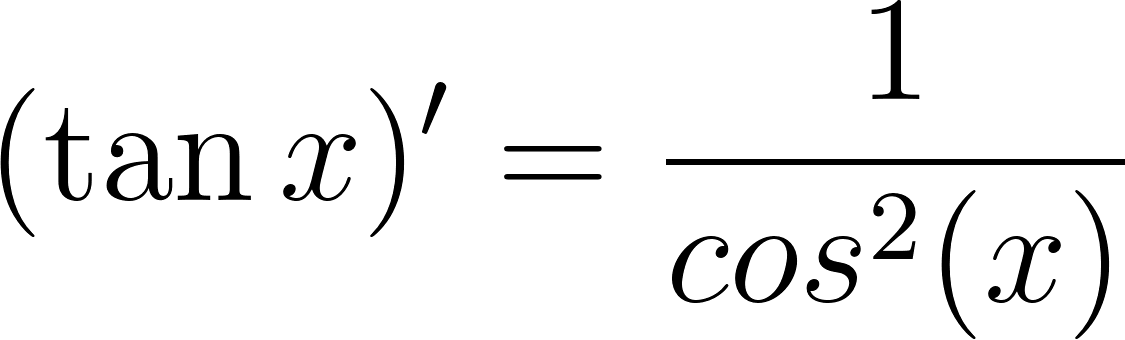 (tan x)′ = 1/cos²(x)